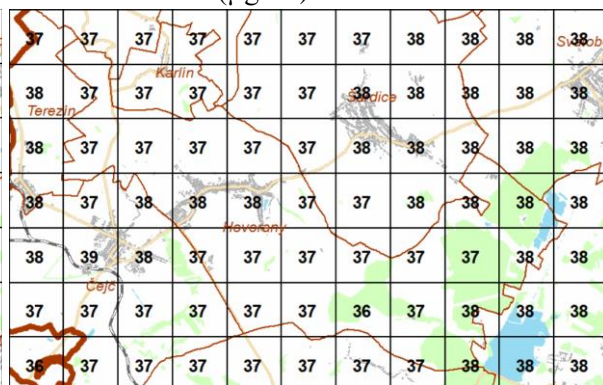 37 37 37 37 37 37 37 38 38 38 38
Svatob
Karlín
38 37 37 37 37 37 38 38 38 38 38
Šardice
Terezín
38 37 37 37 37 37 38 38 38 38 38
38 37 38 38 38 37 37 38 38 38 38
Hovorany
38 39 38 37 37 37 37 37 37 38 38
Čejč
37 37 37 37 37 37 36 37 38 38 38
36 37 37 37 37 37 37 37 38 38 38